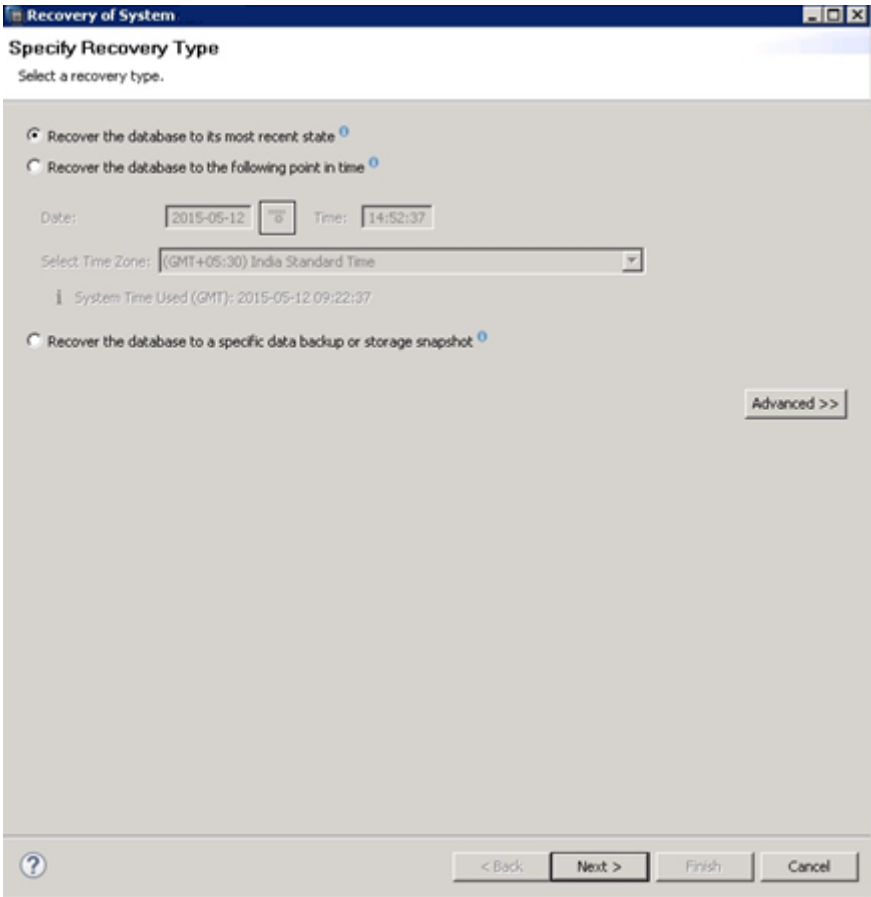 Recovery of System
Specify Recovery Type
Select a recovery type.
Recover the database to its most recent state
Recover the database to the following point in time
Date: 2015-05-12 Time: 14:52:37
Select Time Zone: (GMT+05:30) India Standard Time
i System Time Used (GMT): 2015-05-12 09:22:37
Recover the database to a specific data backup or storage snapshot
Advanced >>
? < Back Next > Finish Cancel